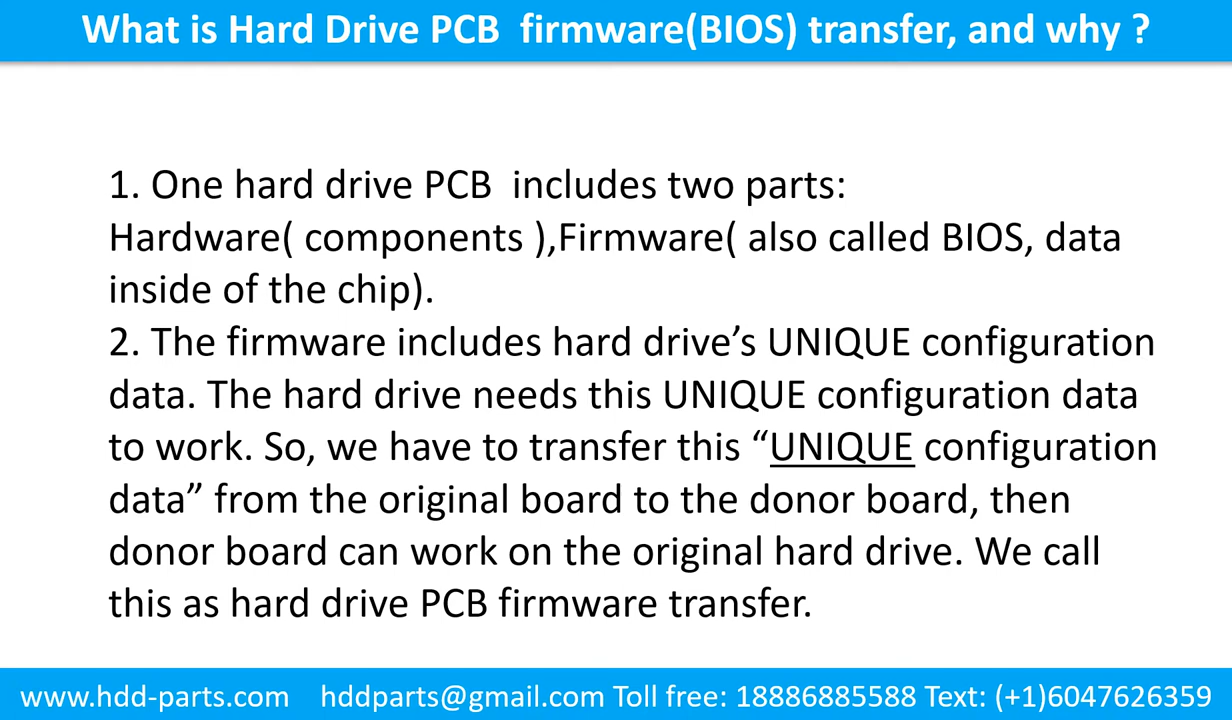 What is Hard Drive PCB  firmware(BIOS) transfer, and why ?
1. One hard drive PCB  includes two parts:
Hardware( components ),Firmware( also called BIOS, data
inside of the chip).
2. The firmware includes hard drive’s UNIQUE configuration
data. The hard drive needs this UNIQUE configuration data
to work. So, we have to transfer this “UNIQUE configuration
data” from the original board to the donor board, then
donor board can work on the original hard drive. We call
this as hard drive PCB firmware transfer.
www.hdd-parts.com    hddparts@gmail.com Toll free: 18886885588 Text: (+1)6047626359